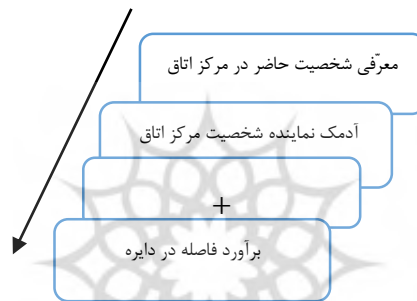 معرّفی شخصیت حاضر در مرکز اتاق
آدمک نماینده شخصیت مرکز اتاق
+
برآورد فاصله در دایره